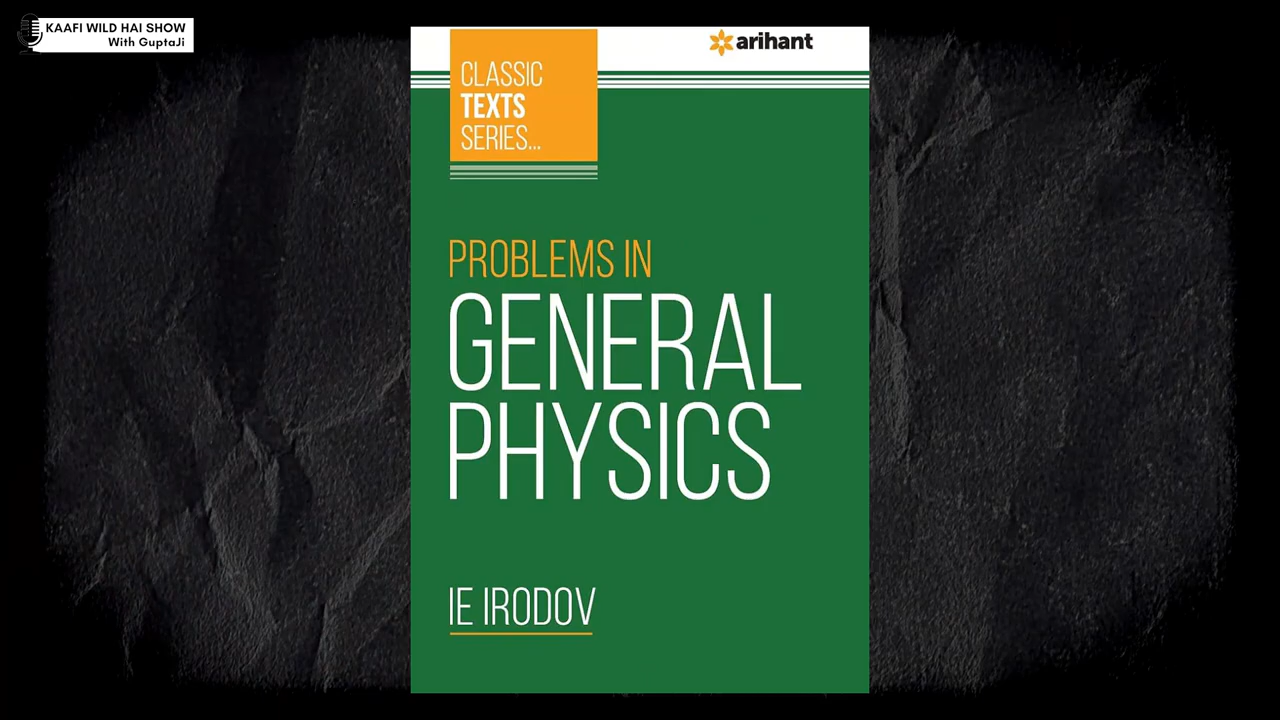 KAAFI WILD HAI SHOW
With GuptaJi
arihant
CLASSIC
TEXTS
SERIES...
PROBLEMS IN
GENERAL
PHYSICS
IE IRODOV